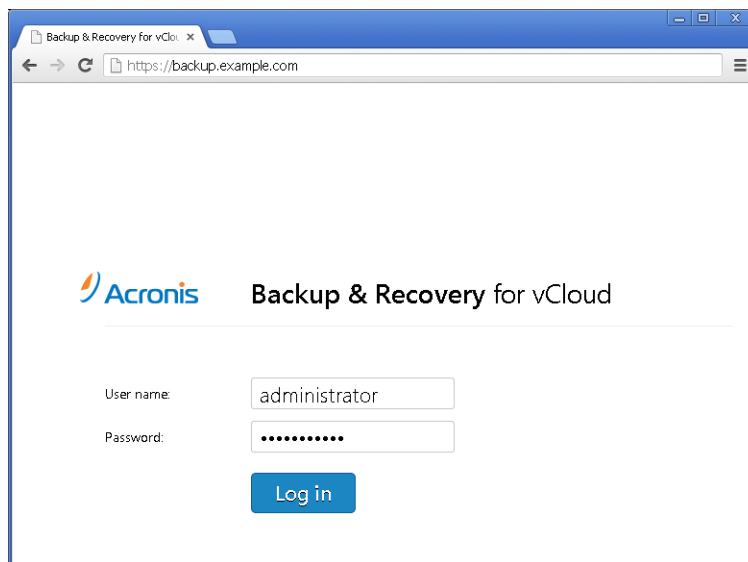 Backup & Recovery for vClou
https://backup.example.com
Acronis
Backup & Recovery for vCloud
User name:
administrator
Password:
•••••••••••
Log in